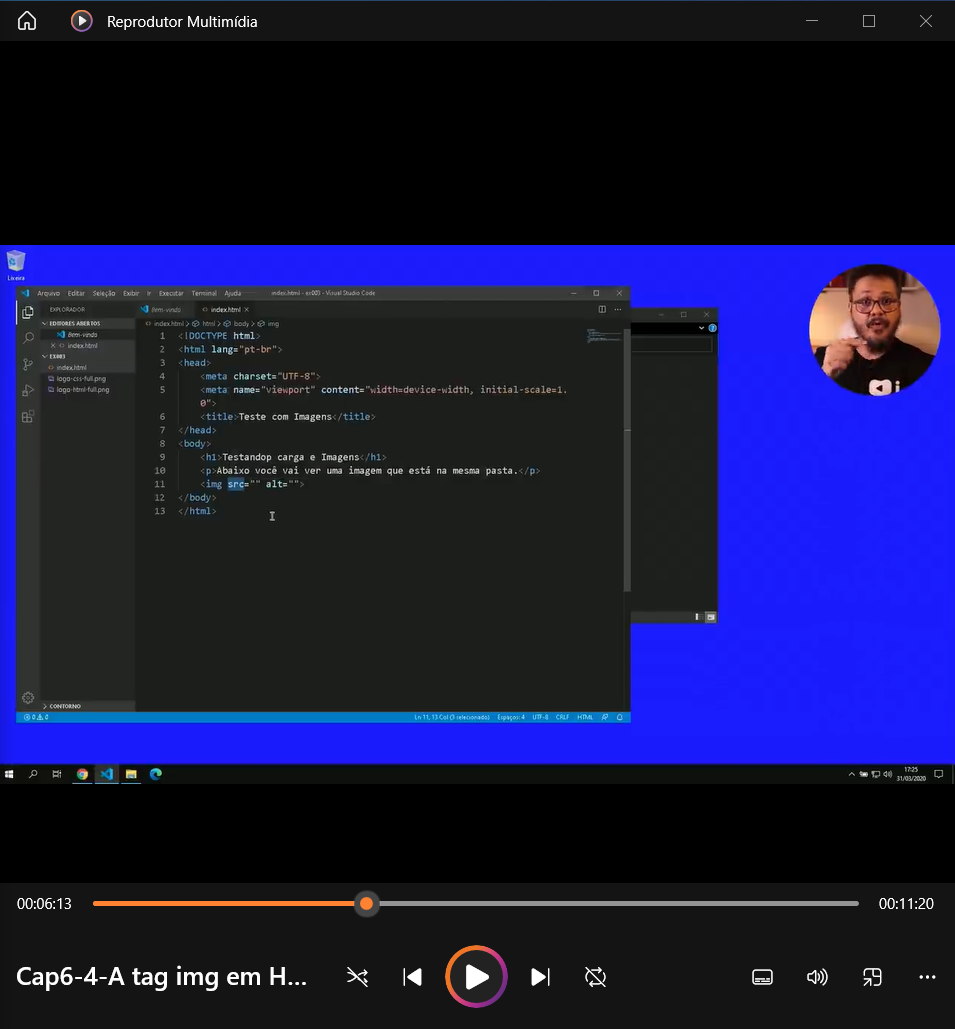 Reprodutor Multimídia
Lixeira
Arquivo Editar Seleção Exibir Ir Executar Terminal Ajuda index.html - ex003 - Visual Studio Code
EXPLORADOR
EDITORES ABERTOS
Bem-vindo
index.html
EX003
index.html
logo-css-full.png
logo-html-full.png
CONTORNO
Bem-vindo index.html
index.html > html > body > img
1 <!DOCTYPE html>
2 <html lang="pt-br">
3 <head>
4 <meta charset="UTF-8">
5 <meta name="viewport" content="width=device-width, initial-scale=1.
0">
6 <title>Teste com Imagens</title>
7 </head>
8 <body>
9 <h1>Testandop carga e Imagens</h1>
10 <p>Abaixo você vai ver uma imagem que está na mesma pasta.</p>
11 <img src="" alt="">
12 </body>
13 </html>
0 0
Ln 11, 13 Col (3 selecionado) Espaços: 4 UTF-8 CRLF HTML
17:25
31/03/2020
00:06:13
00:11:20
Cap6-4-A tag img em H...